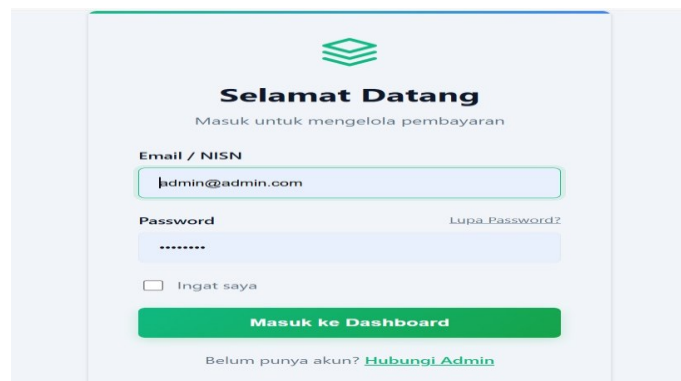 Selamat Datang
Masuk untuk mengelola pembayaran
Email / NISN
admin@admin.com
Password Lupa Password?
••••••••
Ingat saya
Masuk ke Dashboard
Belum punya akun? Hubungi Admin